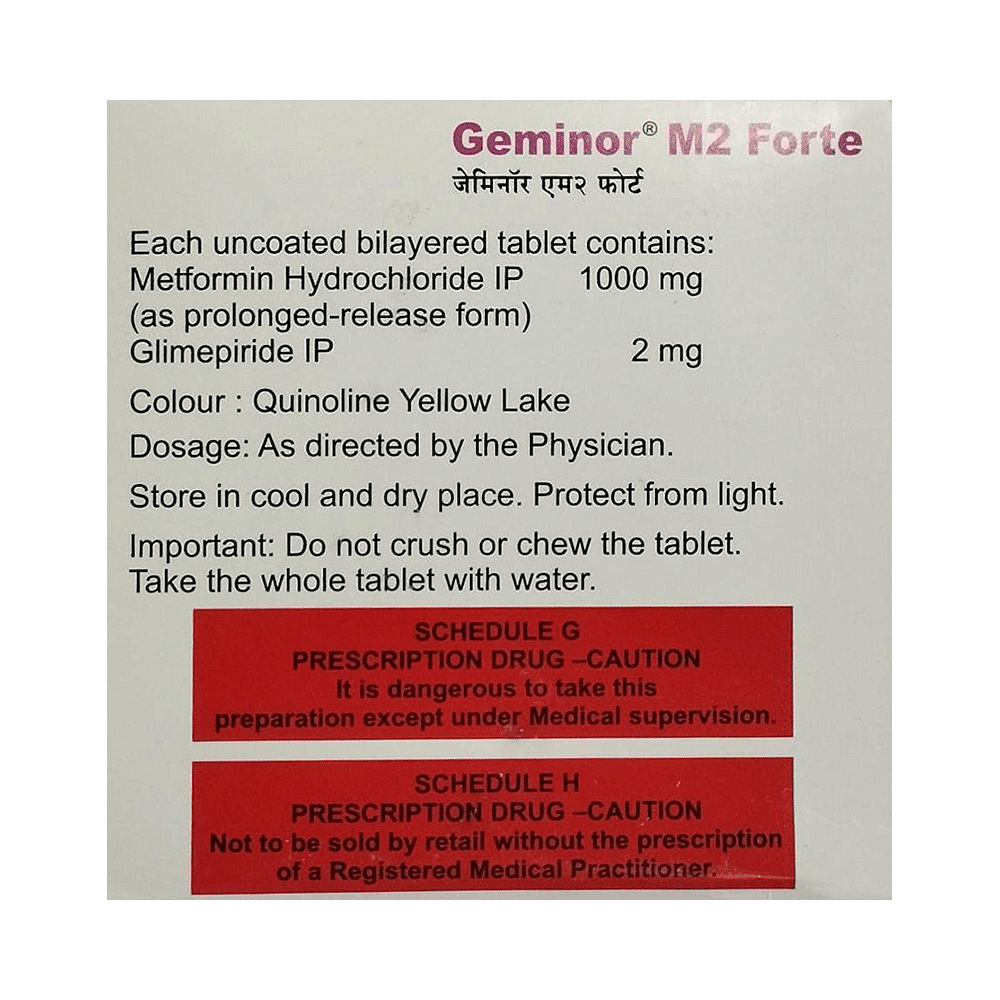 Geminor® M2 Forte
जेमिनॉर एम२ फोर्ट
Each uncoated bilayered tablet contains:
Metformin Hydrochloride IP 1000 mg
(as prolonged-release form)
Glimepiride IP 2 mg
Colour : Quinoline Yellow Lake
Dosage: As directed by the Physician.
Store in cool and dry place. Protect from light.
Important: Do not crush or chew the tablet.
Take the whole tablet with water.
SCHEDULE G
PRESCRIPTION DRUG –CAUTION
It is dangerous to take this
preparation except under Medical supervision.
SCHEDULE H
PRESCRIPTION DRUG –CAUTION
Not to be sold by retail without the prescription
of a Registered Medical Practitioner.